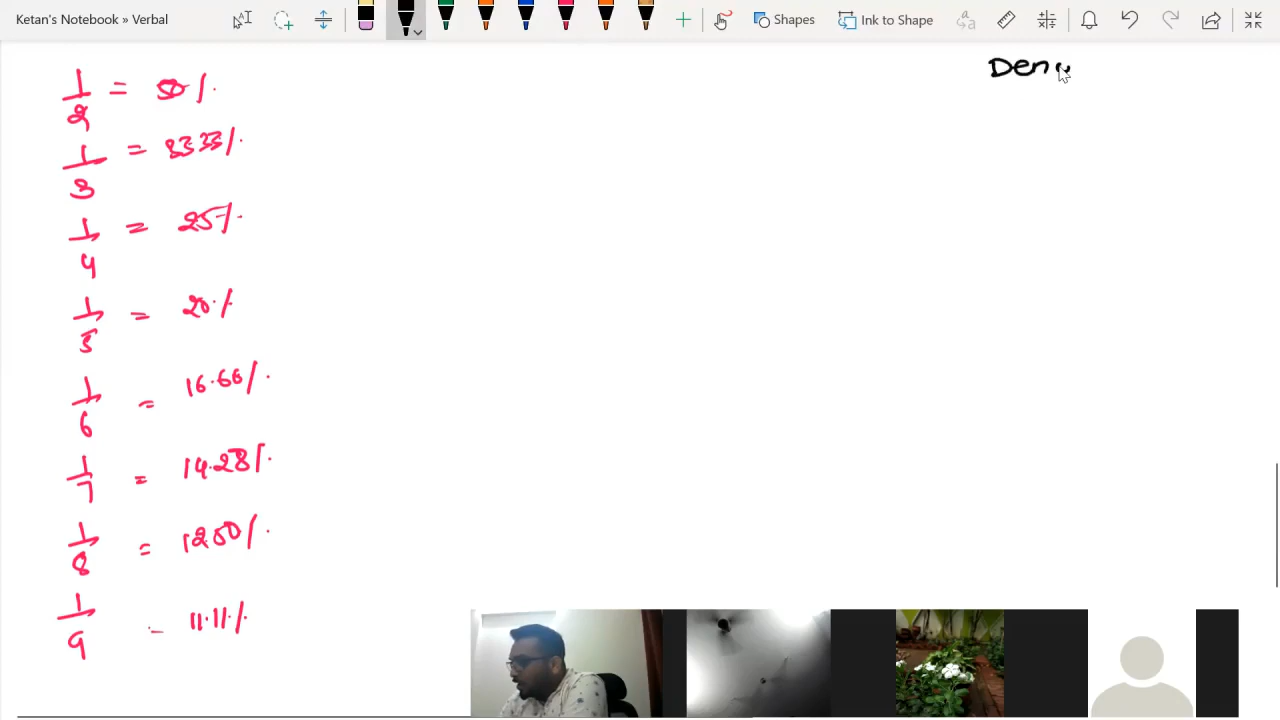 Ketan's Notebook » Verbal
Shapes
Ink to Shape
Den
1/2 = 50%
1/3 = 33.33%
1/4 = 25%
1/5 = 20%
1/6 = 16.66%
1/7 = 14.28%
1/8 = 12.50%
1/9 = 11.11%